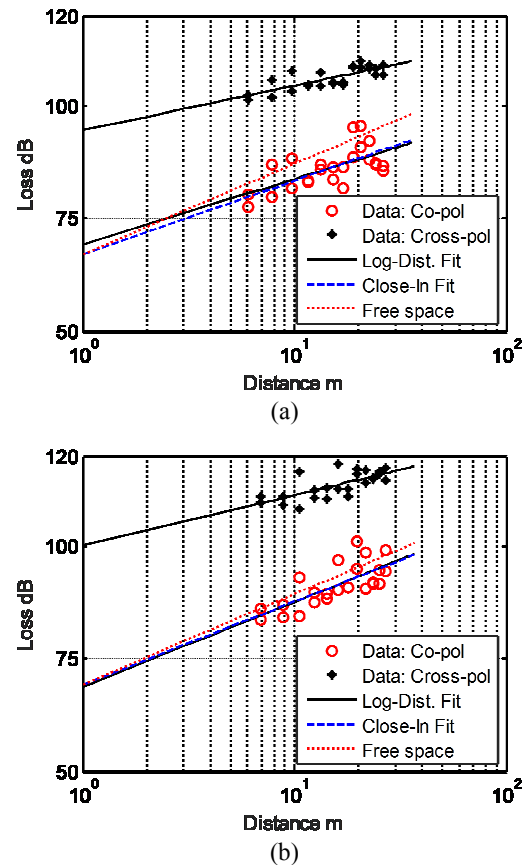 120
100
75
50
Loss dB
Data: Co-pol
Data: Cross-pol
Log-Dist. Fit
Close-In Fit
Free space
10^0
10^1
10^2
Distance m
(a)
120
100
75
50
Loss dB
Data: Co-pol
Data: Cross-pol
Log-Dist. Fit
Close-In Fit
Free space
10^0
10^1
10^2
Distance m
(b)